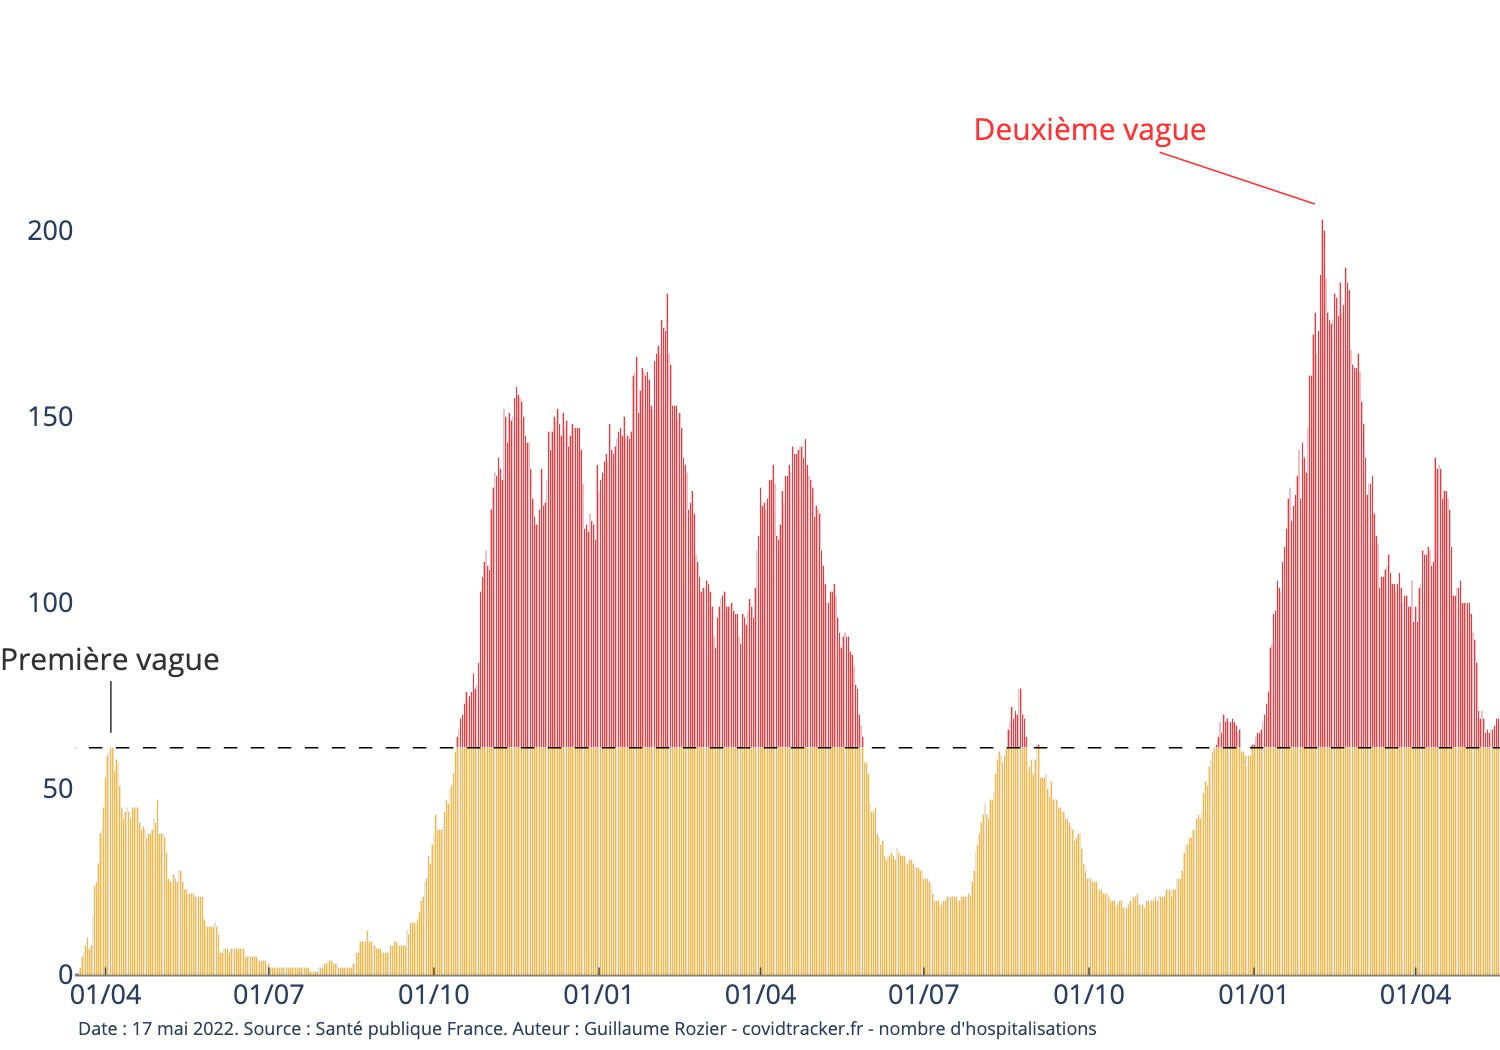 Deuxième vague
200
150
100
Première vague
50
0
01/04 01/07 01/10 01/01 01/04 01/07 01/10 01/01 01/04
Date : 17 mai 2022. Source : Santé publique France. Auteur : Guillaume Rozier - covidtracker.fr - nombre d'hospitalisations